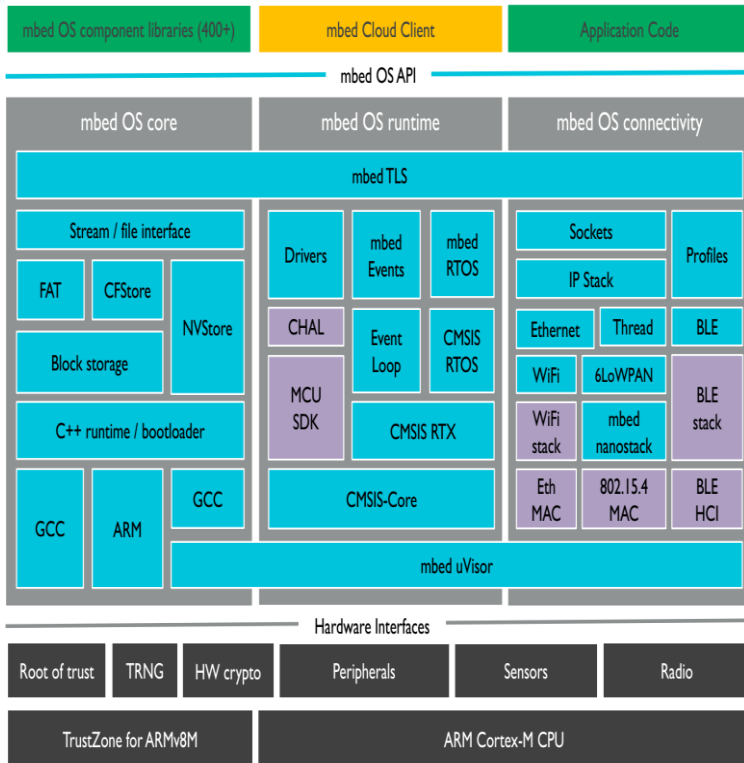 mbed OS component libraries (400+)
mbed Cloud Client
Application Code
mbed OS API
mbed OS core
mbed OS runtime
mbed OS connectivity
mbed TLS
Stream / file interface
FAT
CFStore
NVStore
Block storage
C++ runtime / bootloader
GCC
ARM
GCC
Drivers
mbed
Events
mbed
RTOS
CHAL
Event
Loop
CMSIS
RTOS
MCU
SDK
CMSIS RTX
CMSIS-Core
Sockets
Profiles
IP Stack
Ethernet
Thread
BLE
WiFi
6LoWPAN
BLE
stack
WiFi
stack
mbed
nanostack
Eth
MAC
802.15.4
MAC
BLE
HCI
mbed uVisor
Hardware Interfaces
Root of trust
TRNG
HW crypto
Peripherals
Sensors
Radio
TrustZone for ARMv8M
ARM Cortex-M CPU